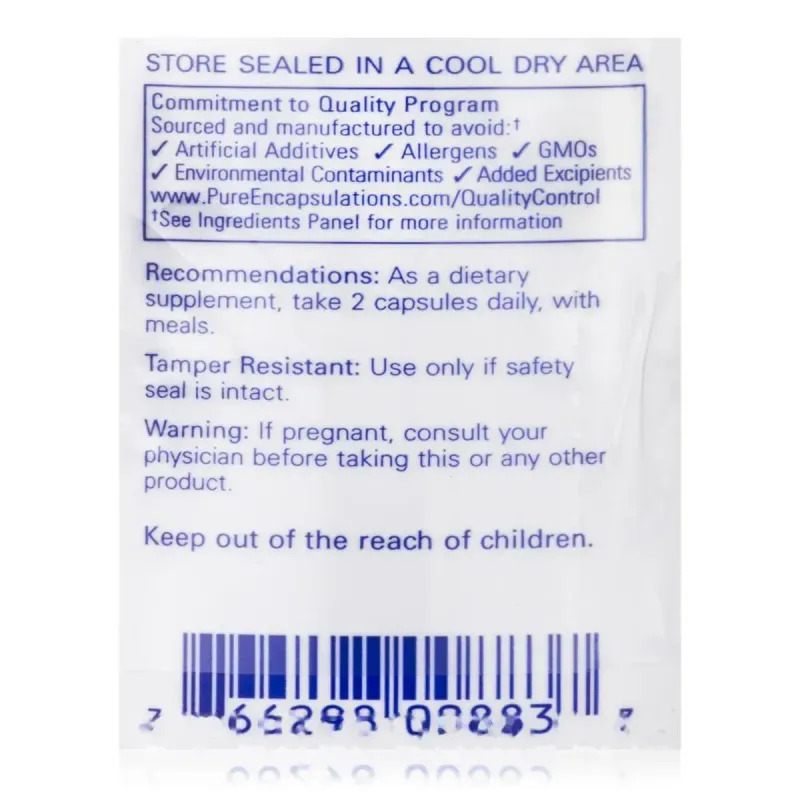 STORE SEALED IN A COOL DRY AREA
Commitment to Quality Program
Sourced and manufactured to avoid:†
✓ Artificial Additives ✓ Allergens ✓ GMOs
✓ Environmental Contaminants ✓ Added Excipients
www.PureEncapsulations.com/QualityControl
†See Ingredients Panel for more information
Recommendations: As a dietary
supplement, take 2 capsules daily, with
meals.
Tamper Resistant: Use only if safety
seal is intact.
Warning: If pregnant, consult your
physician before taking this or any other
product.
Keep out of the reach of children.